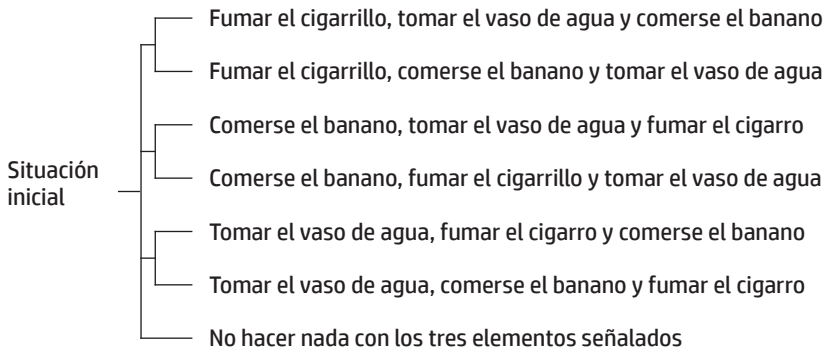 Fumar el cigarrillo, tomar el vaso de agua y comerse el banano
Fumar el cigarrillo, comerse el banano y tomar el vaso de agua
Comerse el banano, tomar el vaso de agua y fumar el cigarro
Situación
inicial
Comerse el banano, fumar el cigarrillo y tomar el vaso de agua
Tomar el vaso de agua, fumar el cigarro y comerse el banano
Tomar el vaso de agua, comerse el banano y fumar el cigarro
No hacer nada con los tres elementos señalados